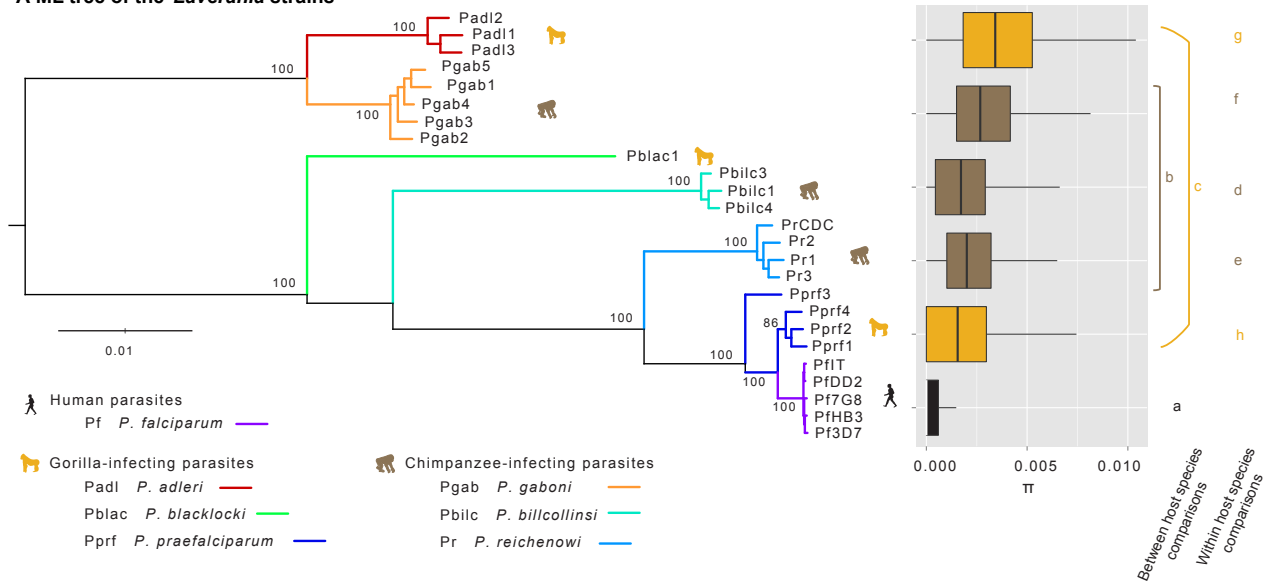 A ML tree of the Laverania strains
100
Padl2
Padl1
Padl3
100
Pgab5
Pgab1
Pgab4
100
Pgab3
Pgab2
Pblac1
100
Pbilc3
Pbilc1
Pbilc4
PrCDC
100
Pr2
Pr1
Pr3
100
Pprf3
Pprf4
86
Pprf2
100
Pprf1
0.01
100
PfIT
100
PfDD2
Pf7G8
100
PfHB3
Pf3D7
g
f
b
c
d
e
h
a
0.000 0.005 0.010
π
Between host species comparisons
Within host species comparisons
Human parasites
Pf P. falciparum
Gorilla-infecting parasites
Padl P. adleri
Pblac P. blacklocki
Pprf P. praefalciparum
Chimpanzee-infecting parasites
Pgab P. gaboni
Pbilc P. billcollinsi
Pr P. reichenowi